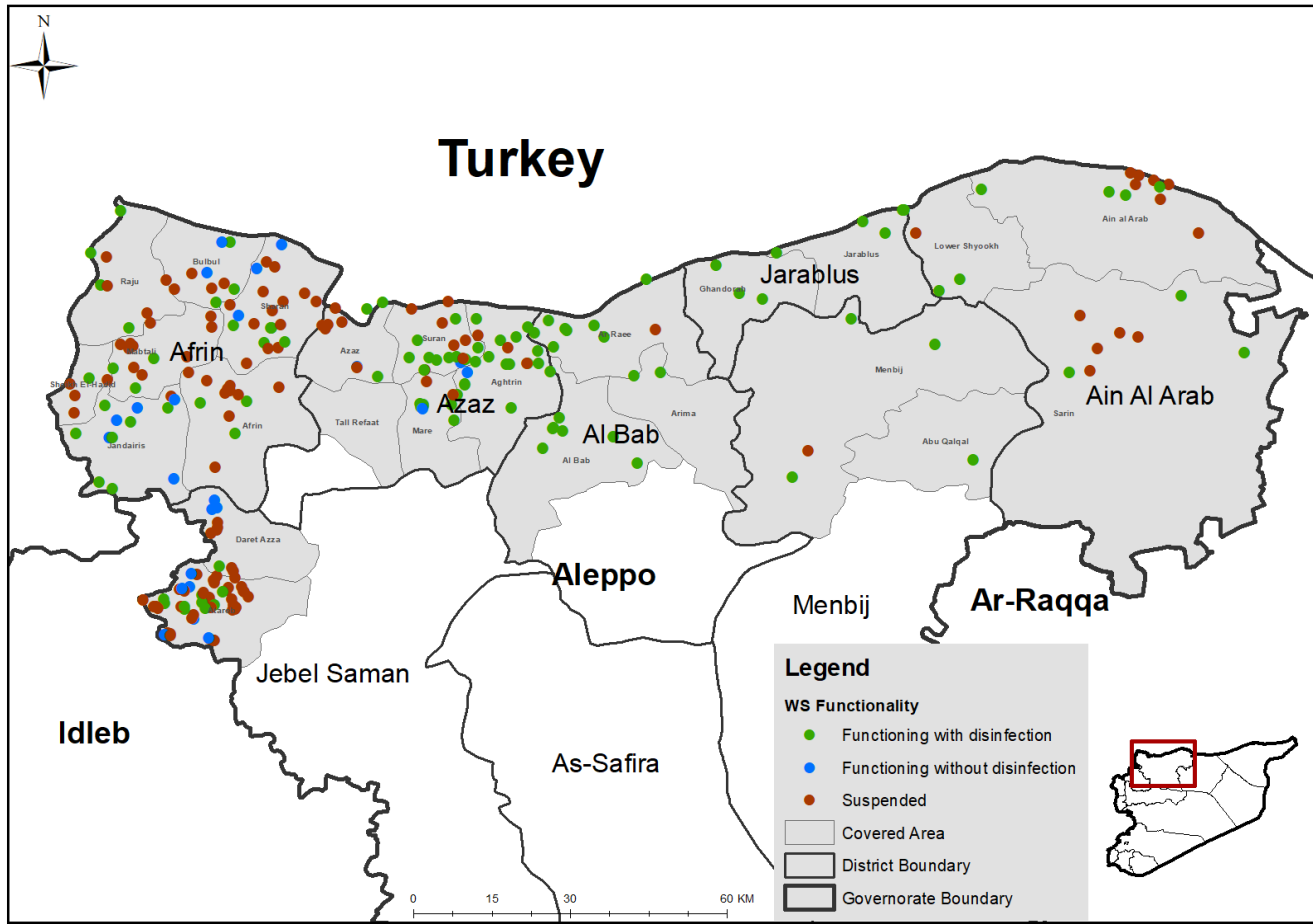 N
Turkey
Ain al Arab
Lower Shyookh
Jarablus
Jarablus
Bulbul
Raju
Ghandorah
Sharan
Al-Raee
Suran
Azaz
Afrin
Menbij
Aghtrin
Ain Al Arab
Azaz
Arima
Sarin
Afrin
Tall Refaat
Mare
Al Bab
Abu Qalqal
Jandairis
Al Bab
Daret Azza
Aleppo
Menbij
Ar-Raqqa
Jebel Saman
Idleb
As-Safira
Legend
WS Functionality
Functioning with disinfection
Functioning without disinfection
Suspended
Covered Area
District Boundary
Governorate Boundary
0 15 30 60 KM